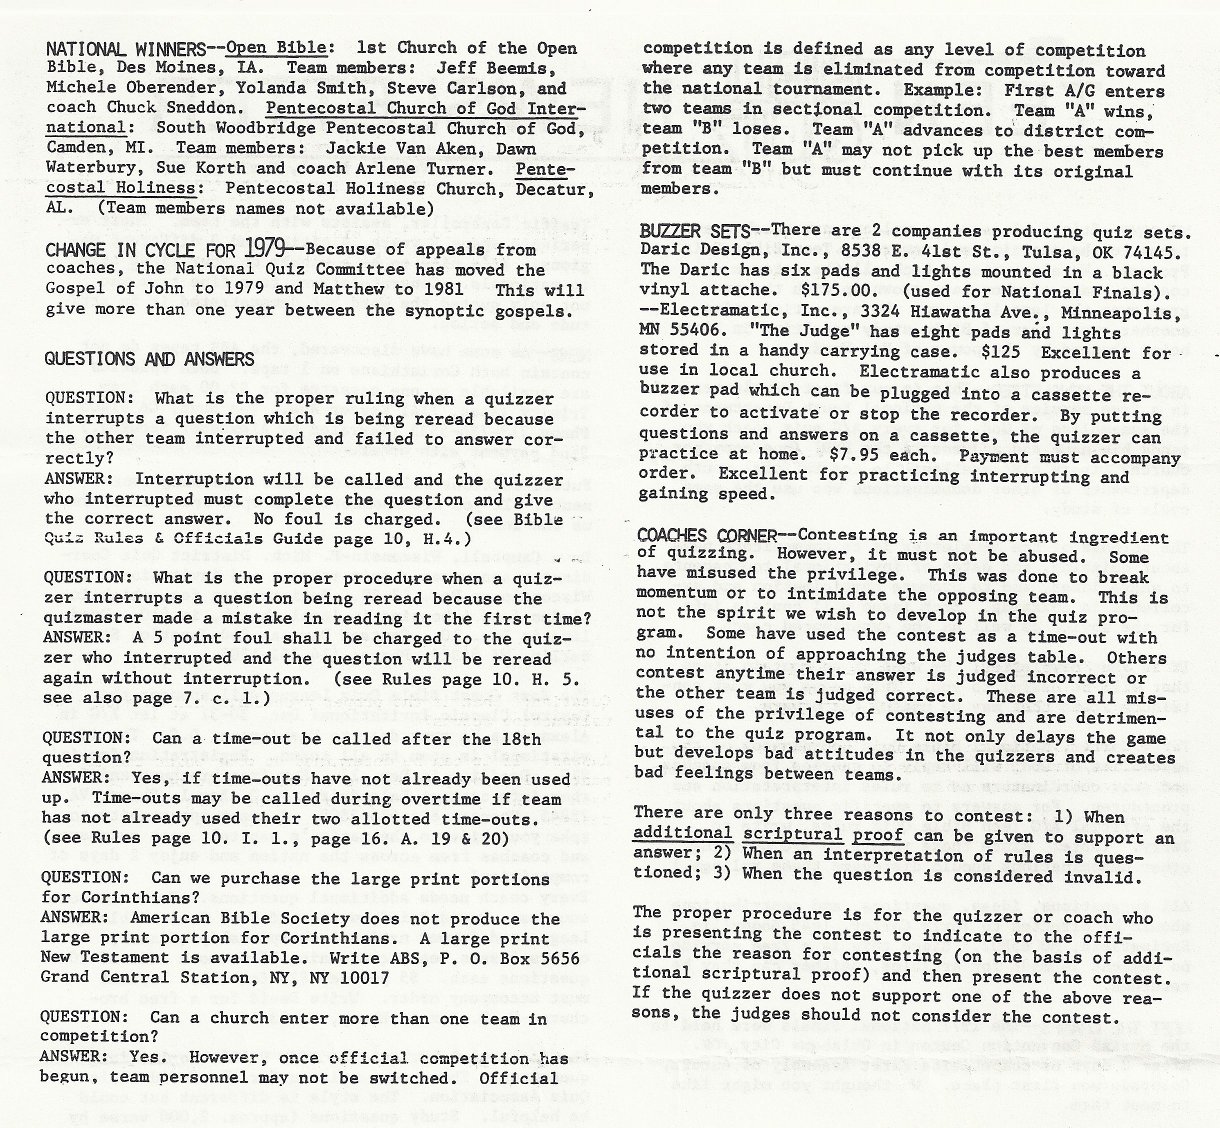 NATIONAL WINNERS--Open Bible:  1st Church of the Open
Bible, Des Moines, IA.  Team members:  Jeff Beemis,
Michele Oberender, Yolanda Smith, Steve Carlson, and
coach Chuck Sneddon.  Pentecostal Church of God Inter-
national:  South Woodbridge Pentecostal Church of God,
Camden, MI.  Team members:  Jackie Van Aken, Dawn
Waterbury, Sue Korth and coach Arlene Turner.  Pente-
costal Holiness:  Pentecostal Holiness Church, Decatur,
AL.  (Team members names not available)
CHANGE IN CYCLE FOR 1979--Because of appeals from
coaches, the National Quiz Committee has moved the
Gospel of John to 1979 and Matthew to 1981   This will
give more than one year between the synoptic gospels.
QUESTIONS AND ANSWERS
QUESTION:  What is the proper ruling when a quizzer
interrupts a question which is being reread because
the other team interrupted and failed to answer cor-
rectly?
ANSWER:  Interruption will be called and the quizzer
who interrupted must complete the question and give
the correct answer.  No foul is charged.  (see Bible
Quiz Rules & Officials Guide page 10, H.4.)
QUESTION:  What is the proper procedure when a quiz-
zer interrupts a question being reread because the
quizmaster made a mistake in reading it the first time?
ANSWER:  A 5 point foul shall be charged to the quiz-
zer who interrupted and the question will be reread
again without interruption.  (see Rules page 10. H. 5.
see also page 7. c. 1.)
QUESTION:  Can a time-out be called after the 18th
question?
ANSWER:  Yes, if time-outs have not already been used
up.  Time-outs may be called during overtime if team
has not already used their two allotted time-outs.
(see Rules page 10. I. 1., page 16. A. 19 & 20)
QUESTION:  Can we purchase the large print portions
for Corinthians?
ANSWER:  American Bible Society does not produce the
large print portion for Corinthians.  A large print
New Testament is available.  Write ABS, P. O. Box 5656
Grand Central Station, NY, NY 10017
QUESTION:  Can a church enter more than one team in
competition?
ANSWER:  Yes.  However, once official competition has
begun, team personnel may not be switched.  Official
competition is defined as any level of competition
where any team is eliminated from competition toward
the national tournament.  Example:  First A/G enters
two teams in sectional competition.  Team "A" wins,
team "B" loses.  Team "A" advances to district com-
petition.  Team "A" may not pick up the best members
from team "B" but must continue with its original
members.
BUZZER SETS--There are 2 companies producing quiz sets.
Daric Design, Inc., 8538 E. 41st St., Tulsa, OK 74145.
The Daric has six pads and lights mounted in a black
vinyl attache.  $175.00.  (used for National Finals).
--Electramatic, Inc., 3324 Hiawatha Ave., Minneapolis,
MN 55406.  "The Judge" has eight pads and lights
stored in a handy carrying case.  $125  Excellent for
use in local church.  Electramatic also produces a
buzzer pad which can be plugged into a cassette re-
corder to activate or stop the recorder.  By putting
questions and answers on a cassette, the quizzer can
practice at home.  $7.95 each.  Payment must accompany
order.  Excellent for practicing interrupting and
gaining speed.
COACHES CORNER--Contesting is an important ingredient
of quizzing.  However, it must not be abused.  Some
have misused the privilege.  This was done to break
momentum or to intimidate the opposing team.  This is
not the spirit we wish to develop in the quiz pro-
gram.  Some have used the contest as a time-out with
no intention of approaching the judges table.  Others
contest anytime their answer is judged incorrect or
the other team is judged correct.  These are all mis-
uses of the privilege of contesting and are detrimen-
tal to the quiz program.  It not only delays the game
but develops bad attitudes in the quizzers and creates
bad feelings between teams.
There are only three reasons to contest:  1) When
additional scriptural proof can be given to support an
answer; 2) When an interpretation of rules is ques-
tioned; 3) When the question is considered invalid.
The proper procedure is for the quizzer or coach who
is presenting the contest to indicate to the offi-
cials the reason for contesting (on the basis of addi-
tional scriptural proof) and then present the contest.
If the quizzer does not support one of the above rea-
sons, the judges should not consider the contest.